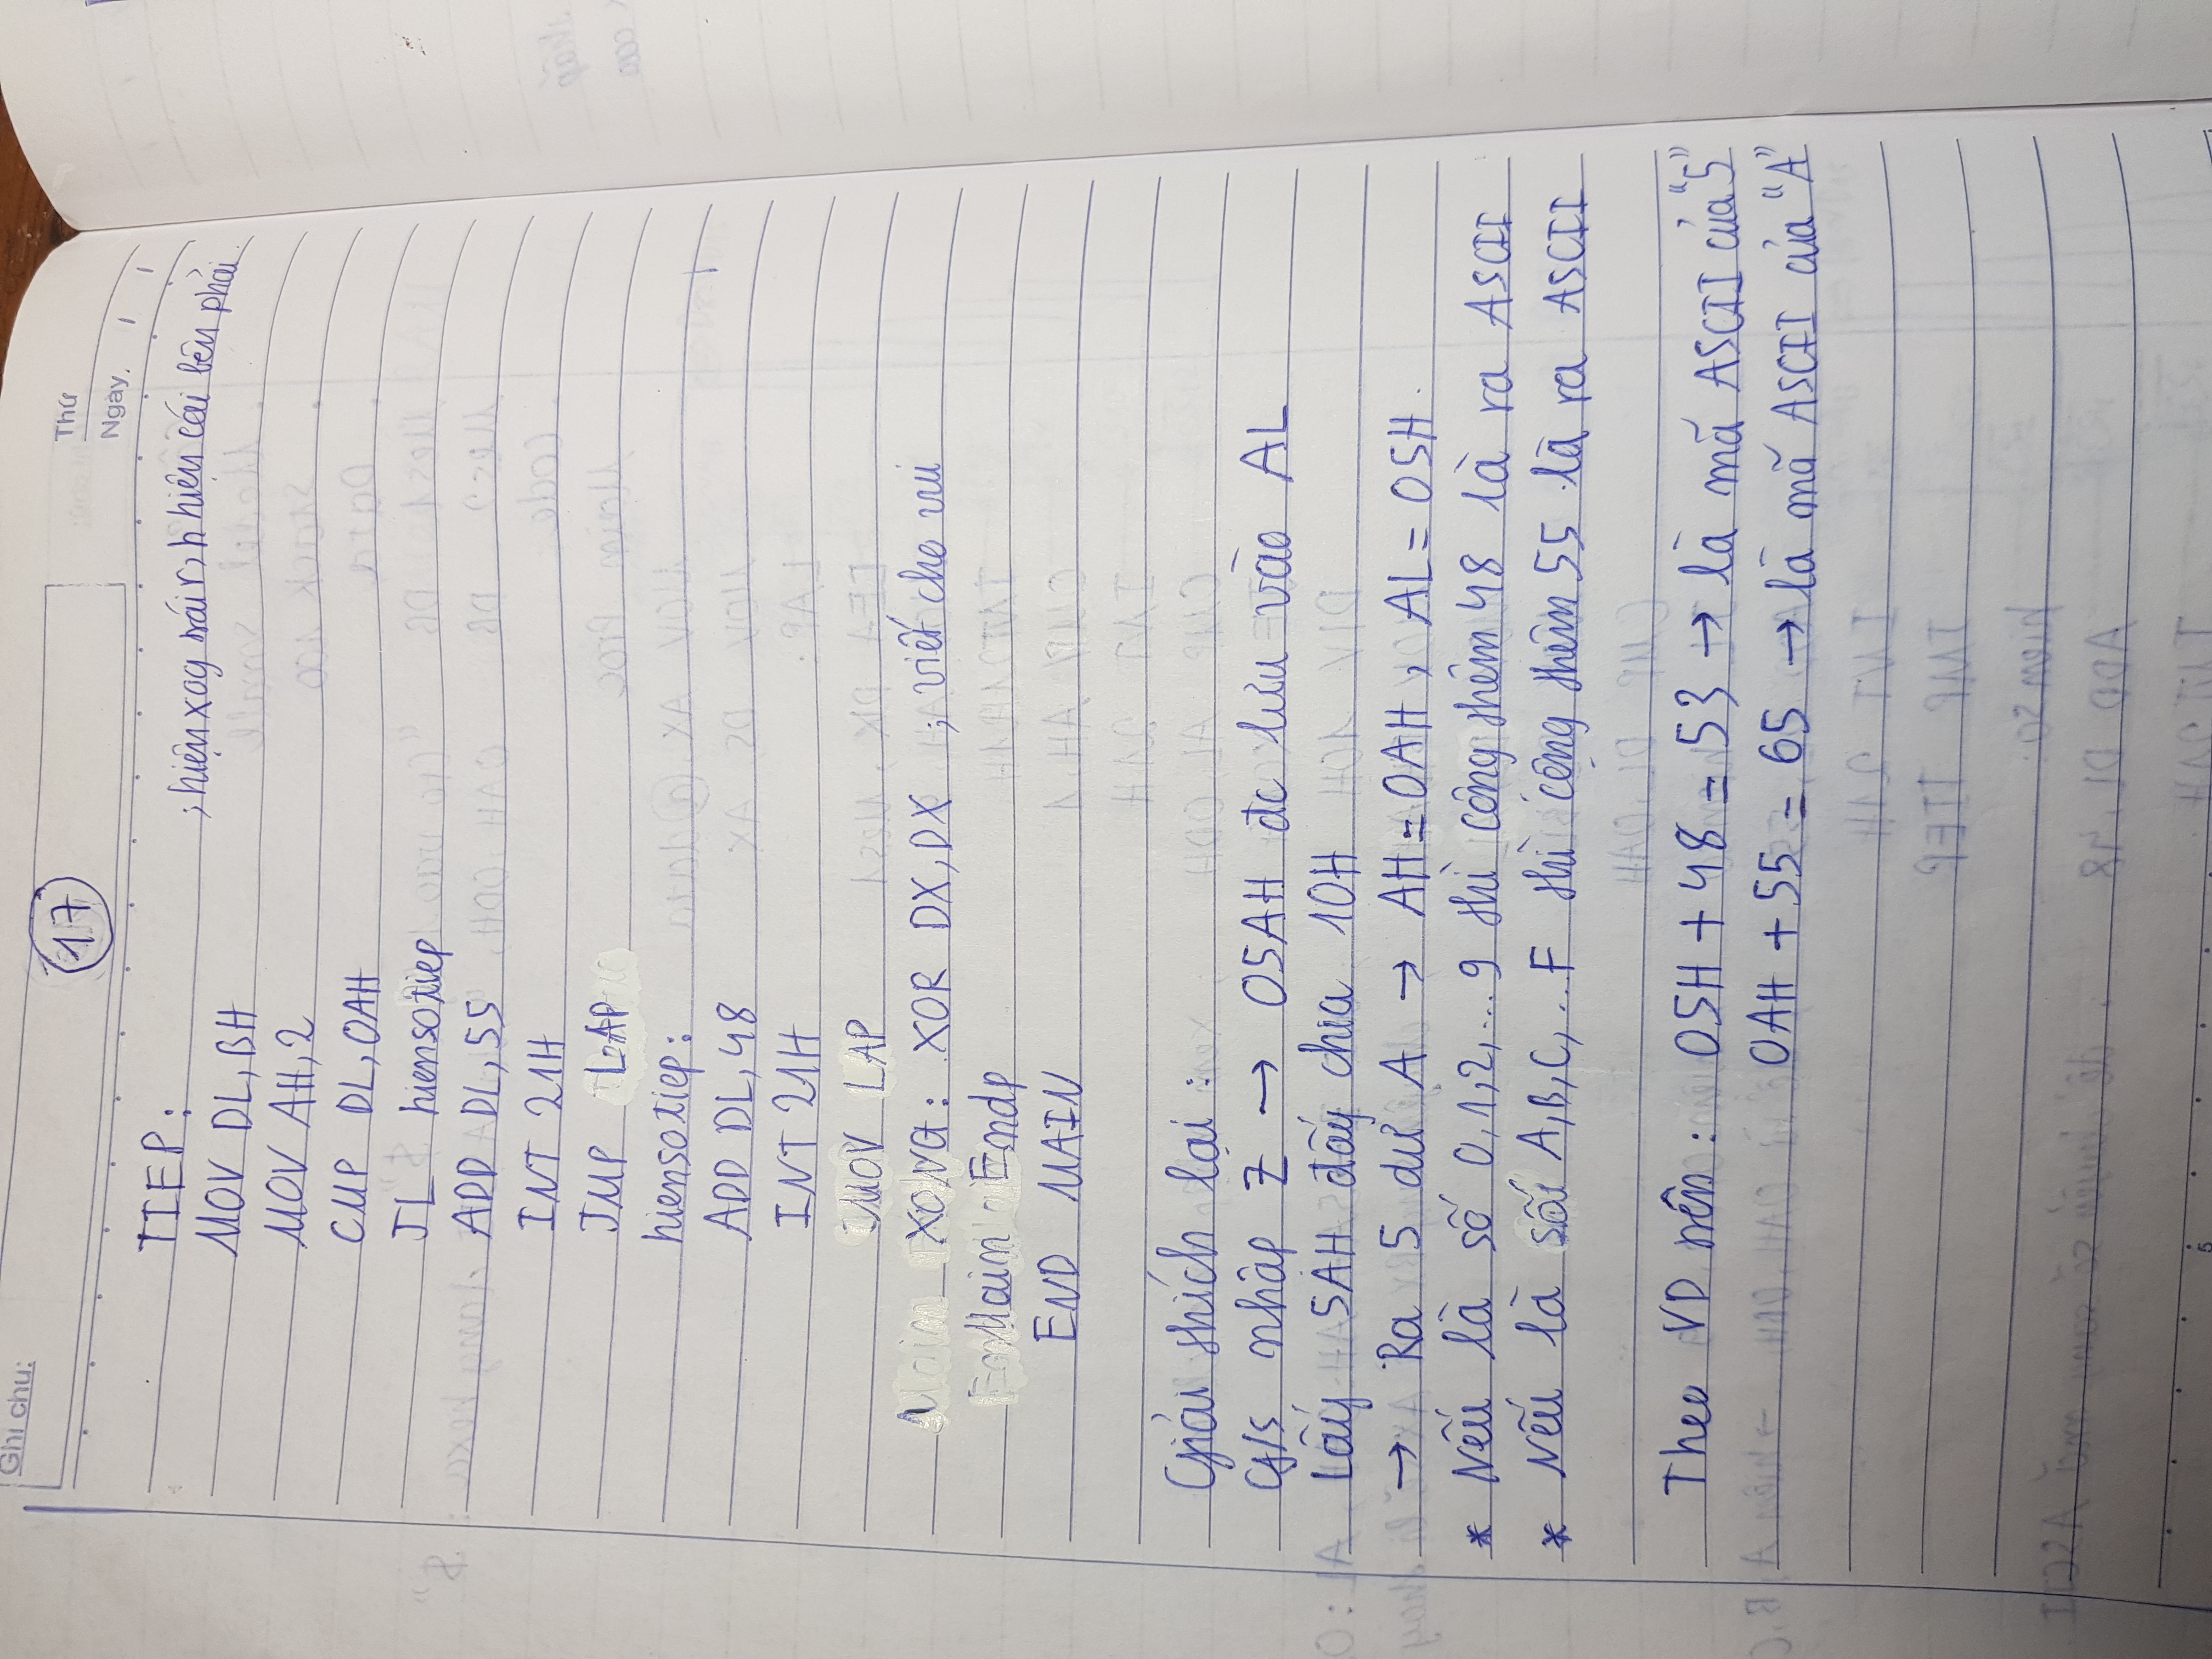 Ghi chú:
17
Thứ
Ngày. / /
TIEP: ; hiện xog trái r, h hiện cái bên phải
MOV DL, BH
MOV AH, 2
CMP DL, 0AH
JL hiensotiep
ADD DL, 55
INT 21H
JMP LAP
hiensotiep:
ADD DL, 48
INT 21H
MOV LAP
XONG: XOR DX, DX ; viết cho vui
Main Endp
END MAIN
Giải thích lại:
G/s nhập Z → 05AH đc lưu vào AL
Lấy 5AH đấy chia 10H
→ Ra 5 dư A → AH = 0AH, AL = 05H.
* Nếu là số 0, 1, 2, ... 9 thì cộng thêm 48 là ra ASCII
* Nếu là số A, B, C, .. F thì cộng thêm 55 là ra ASCII
Theo VD trên: 05H + 48 = 53 → là mã ASCII của "5"
0AH + 55 = 65 → là mã ASCII của "A"
5